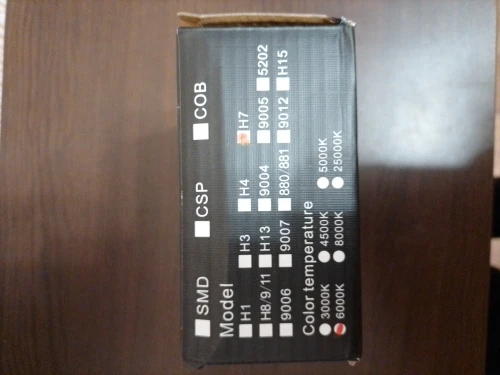 SMD CSP COB
Model
H1 H3 H4 H7
H8/9/11 H13 9004 9005 5202
9006 9007 880/881 9012 H15
Color temperature
3000K 4500K 5000K
6000K 8000K 25000K